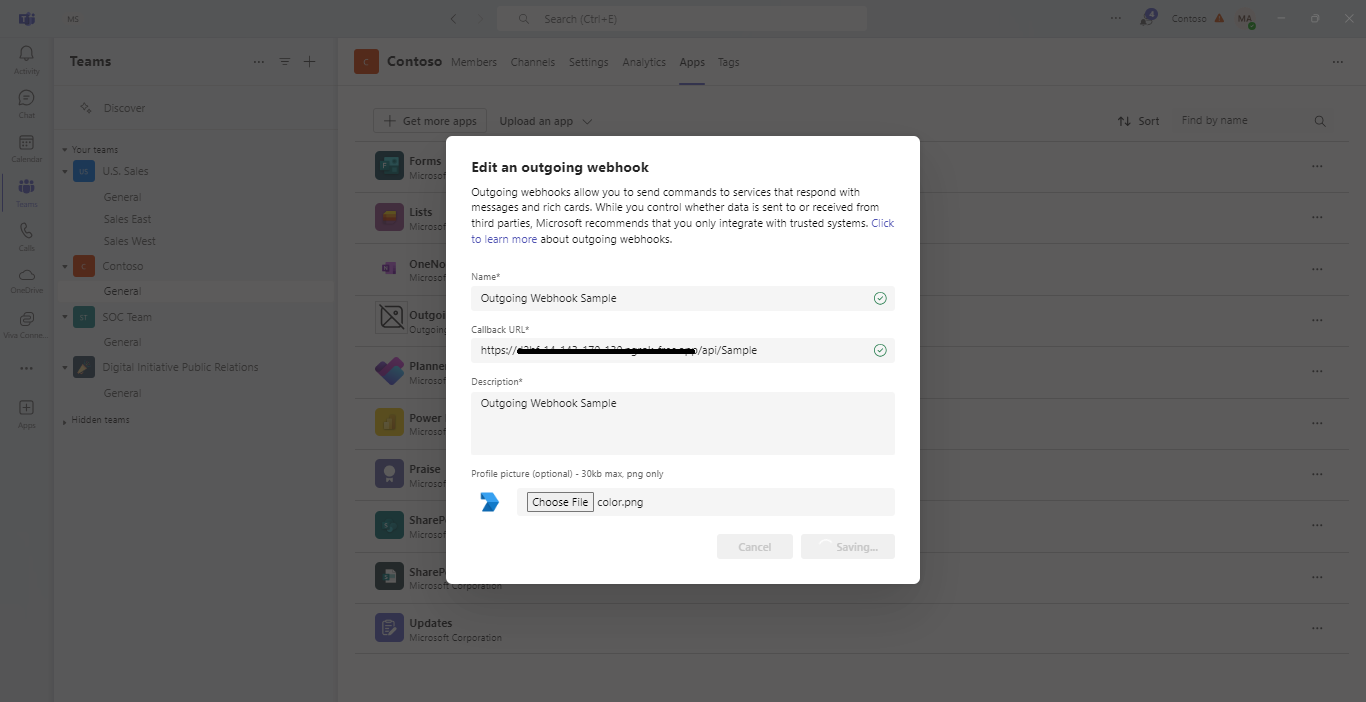 MS
Search (Ctrl+E)
4
Contoso
MA
Activity
Chat
Calendar
Teams
Calls
OneDrive
Viva Conne...
Apps
Teams
Discover
Your teams
US
U.S. Sales
General
Sales East
Sales West
C
Contoso
General
ST
SOC Team
General
Digital Initiative Public Relations
General
Hidden teams
C
Contoso
Members
Channels
Settings
Analytics
Apps
Tags
Get more apps
Upload an app
Sort
Find by name
Forms
Microsof
Lists
Microsof
OneNo
Microsof
Outgoi
Outgoing
Planne
Microsof
Power
Microsof
Praise
Microsof
ShareP
Microsof
ShareP
Microsoft Corporation
Updates
Microsoft Corporation
Edit an outgoing webhook
Outgoing webhooks allow you to send commands to services that respond with
messages and rich cards. While you control whether data is sent to or received from
third parties, Microsoft recommends that you only integrate with trusted systems. Click
to learn more about outgoing webhooks.
Name*
Outgoing Webhook Sample
Callback URL*
https:// /api/Sample
Description*
Outgoing Webhook Sample
Profile picture (optional) - 30kb max, png only
Choose File color.png
Cancel
Saving...